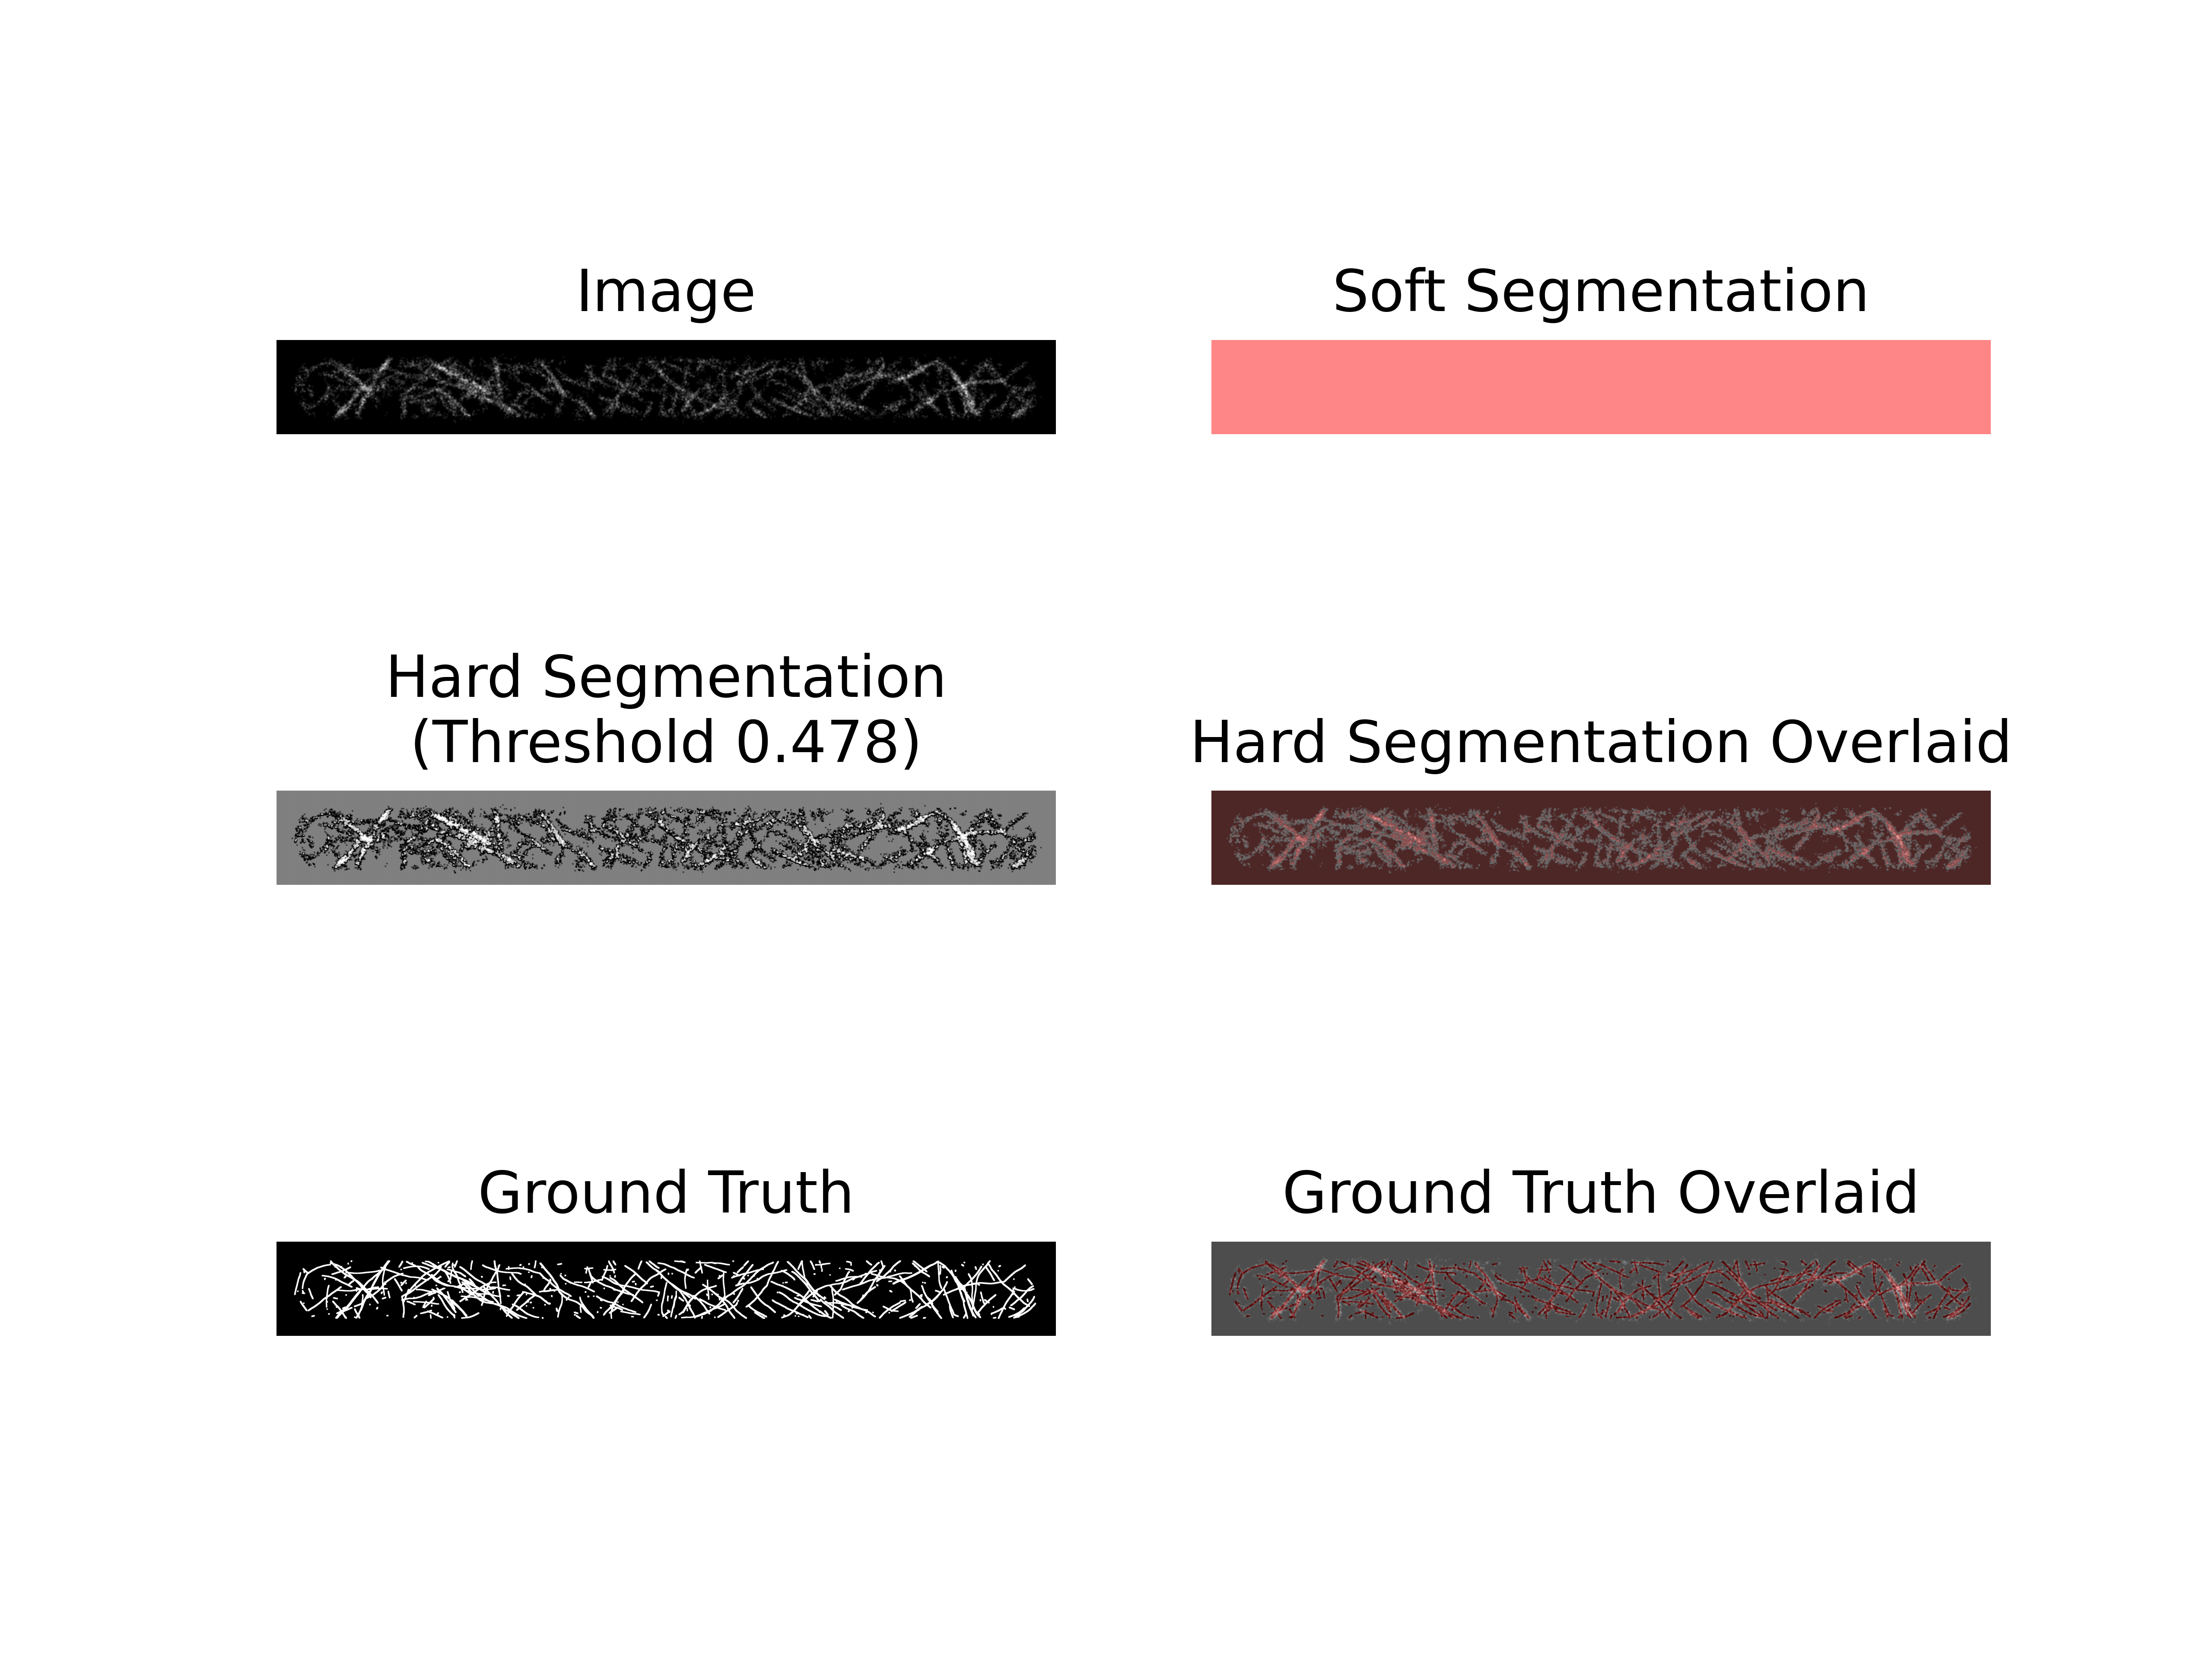 Image
Soft Segmentation
Hard Segmentation
(Threshold 0.478)
Hard Segmentation Overlaid
Ground Truth
Ground Truth Overlaid